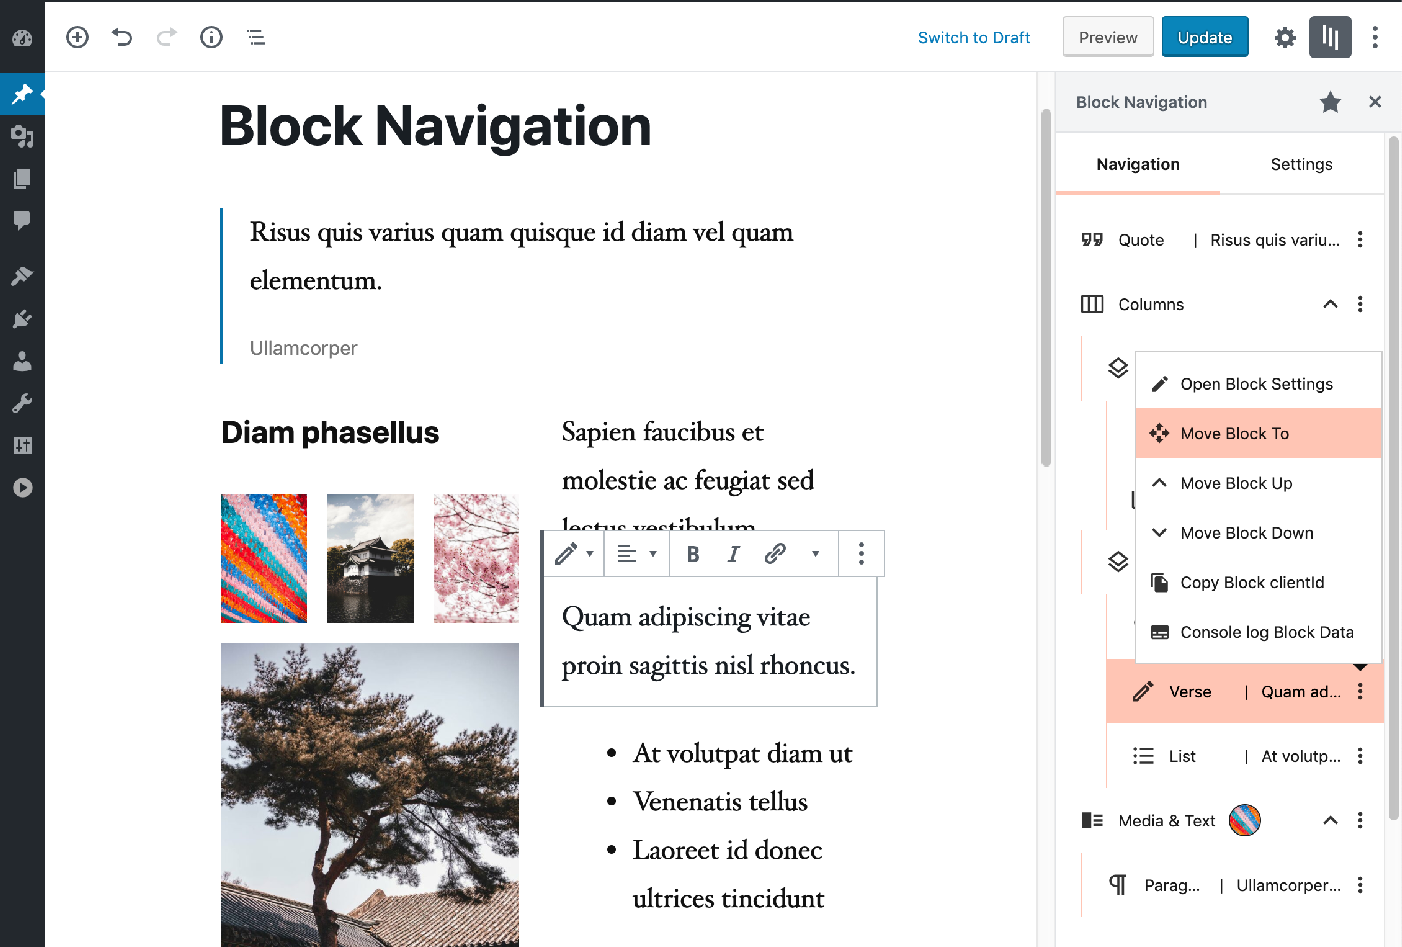 Switch to Draft
Preview
Update
Block Navigation
Risus quis varius quam quisque id diam vel quam
elementum.
Ullamcorper
Diam phasellus
Sapien faucibus et
molestie ac feugiat sed
lectus vestibulum
B I
Quam adipiscing vitae
proin sagittis nisl rhoncus.
• At volutpat diam ut
• Venenatis tellus
• Laoreet id donec
ultrices tincidunt
Block Navigation
Navigation Settings
Quote | Risus quis variu...
Columns
Open Block Settings
Move Block To
Move Block Up
Move Block Down
Copy Block clientId
Console log Block Data
Verse | Quam ad...
List | At volutp...
Media & Text
Parag... | Ullamcorper...